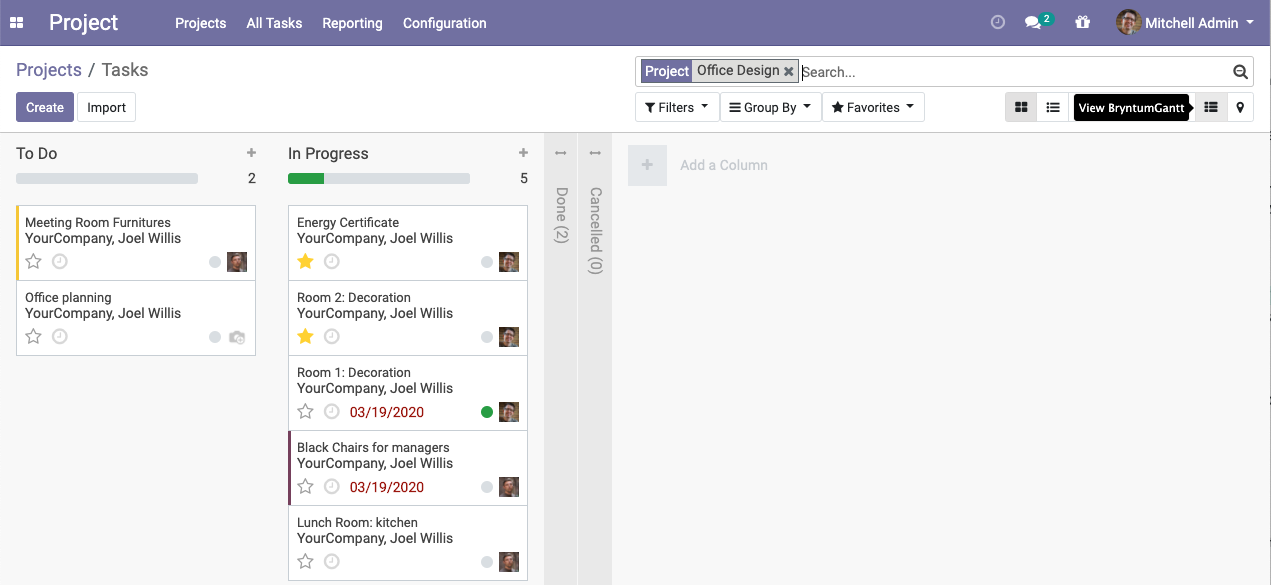 Project Projects All Tasks Reporting Configuration 2 Mitchell Admin
Projects / Tasks
Project Office Design Search...
Create Import
Filters Group By Favorites View BryntumGantt
To Do
2
Meeting Room Furnitures
YourCompany, Joel Willis
Office planning
YourCompany, Joel Willis
In Progress
5
Energy Certificate
YourCompany, Joel Willis
Room 2: Decoration
YourCompany, Joel Willis
Room 1: Decoration
YourCompany, Joel Willis
03/19/2020
Black Chairs for managers
YourCompany, Joel Willis
03/19/2020
Lunch Room: kitchen
YourCompany, Joel Willis
Done (2)
Cancelled (0)
Add a Column